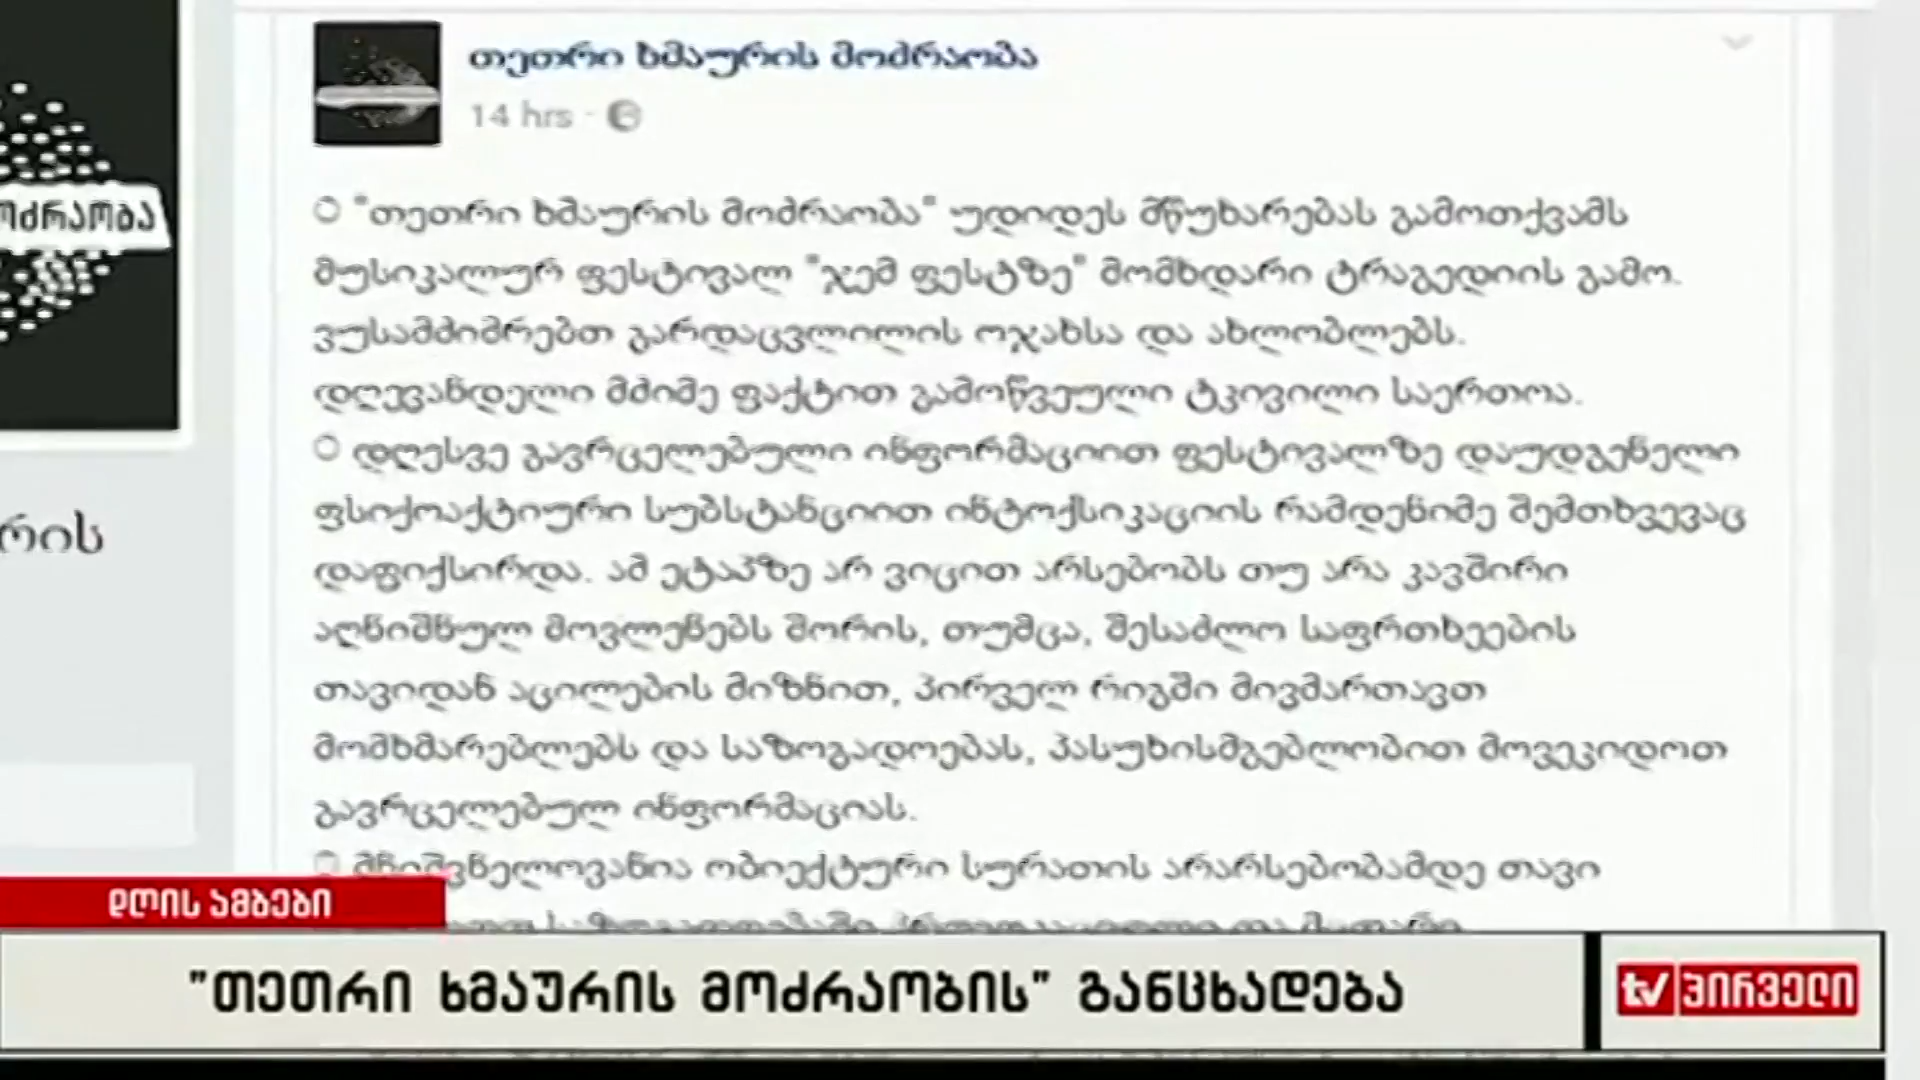 თეთრი ხმაურის მოძრაობა
14 hrs
ოძრაობა
"თეთრი ხმაურის მოძრაობა" უდიდეს მწუხარებას გამოთქვამს
მუსიკალურ ფესტივალ "ჯემ ფესტზე" მომხდარი ტრაგედიის გამო.
ვუსამძიმრებთ გარდაცვლილის ოჯახსა და ახლობლებს.
დღევანდელი მძიმე ფაქტით გამოწვეული ტკივილი საერთოა.
დღესვე გავრცელებული ინფორმაციით ფესტივალზე დაუდგენელი
ფსიქოაქტიური სუბსტანციით ინტოქსიკაციის რამდენიმე შემთხვევაც
დაფიქსირდა. ამ ეტაპზე არ ვიცით არსებობს თუ არა კავშირი
აღნიშნულ მოვლენებს შორის, თუმცა, შესაძლო საფრთხეების
თავიდან აცილების მიზნით, პირველ რიგში მივმართავთ
მომხმარებლებს და საზოგადოებას, პასუხისმგებლობით მოვეკიდოთ
გავრცელებულ ინფორმაციას.
მნიშვნელოვანია ობიექტური სურათის არარსებობამდე თავი
რის
დღის ამბები
"თეთრი ხმაურის მოძრაობის" განცხადება
tv პირველი